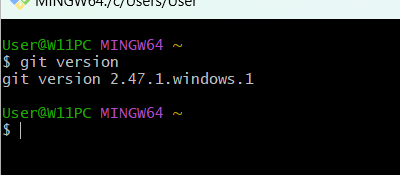 MINGW64:/c/Users/User
User@W11PC MINGW64 ~
$ git version
git version 2.47.1.windows.1
User@W11PC MINGW64 ~
$